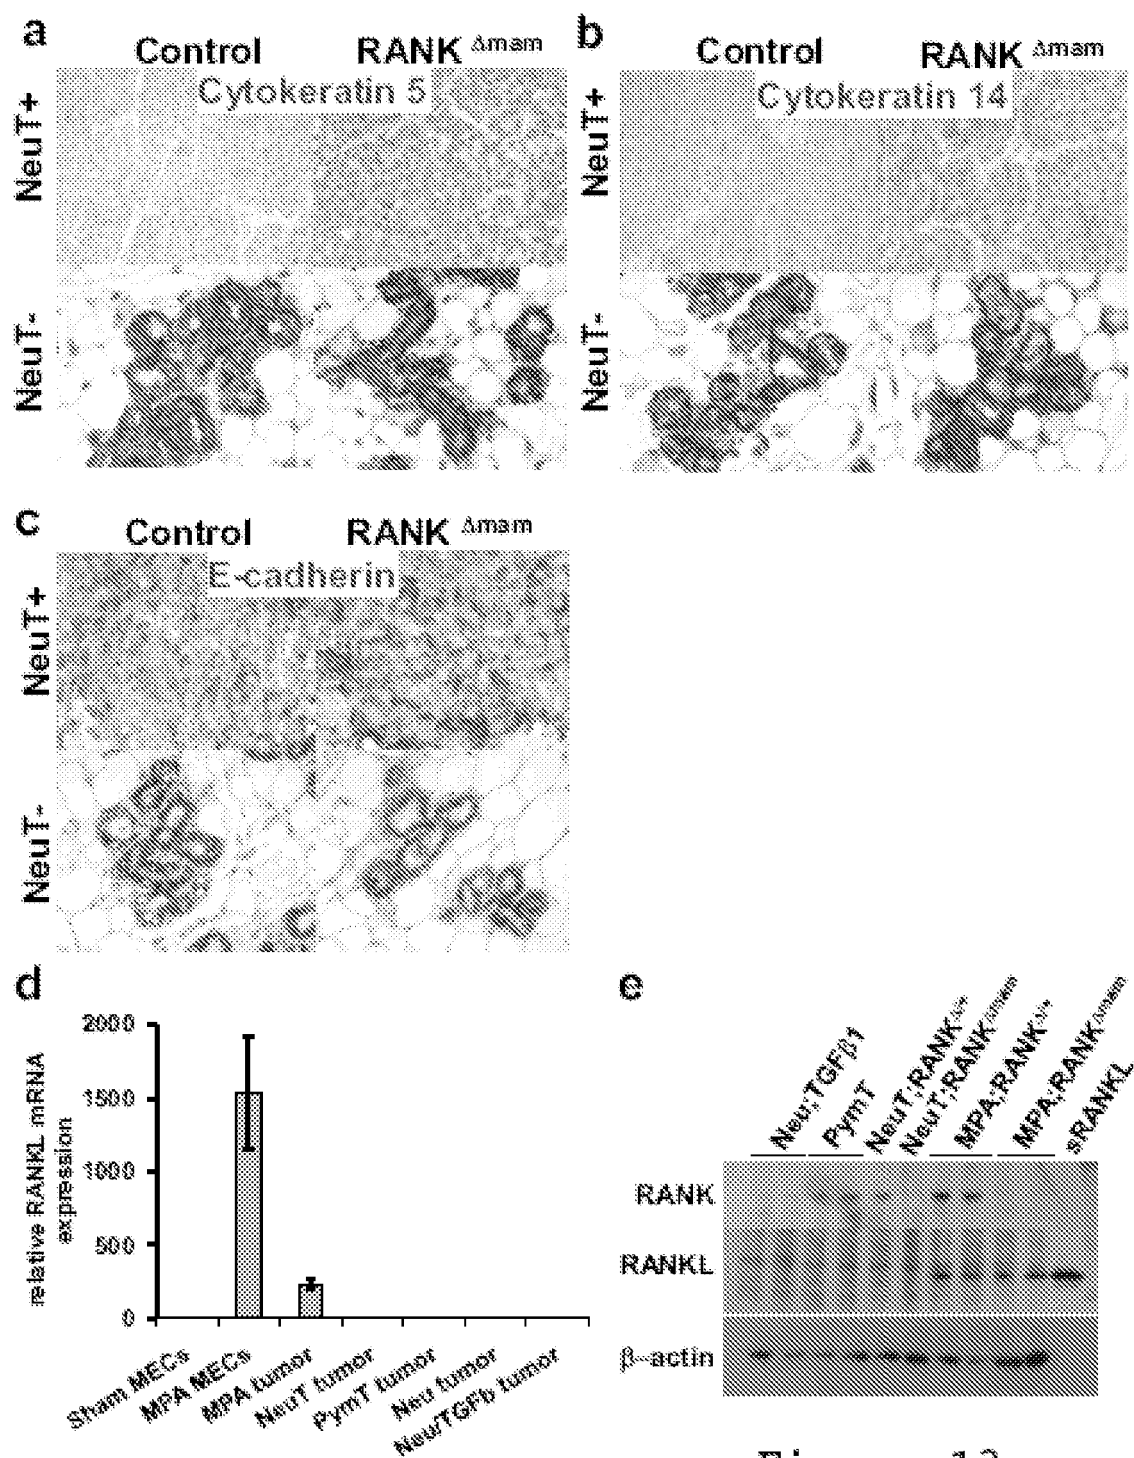 a
Control RANK Δmam
Cytokeratin 5
NeuT+
NeuT-
b
Control RANK Δmam
Cytokeratin 14
NeuT+
NeuT-
c
Control RANK Δmam
E-cadherin
NeuT+
NeuT-
d
relative RANKL mRNA
expression
2000
1500
1000
500
0
Sham MECs
MPA MECs
MPA tumor
NeuT tumor
PymT tumor
Neu tumor
Neu/TGFb tumor
e
Neu;TGFβ1
PymT
NeuT;RANK Δ/+
NeuT;RANK Δmam
MPA;RANK Δ/+
MPA;RANK Δmam
sRANKL
RANK
RANKL
β-actin